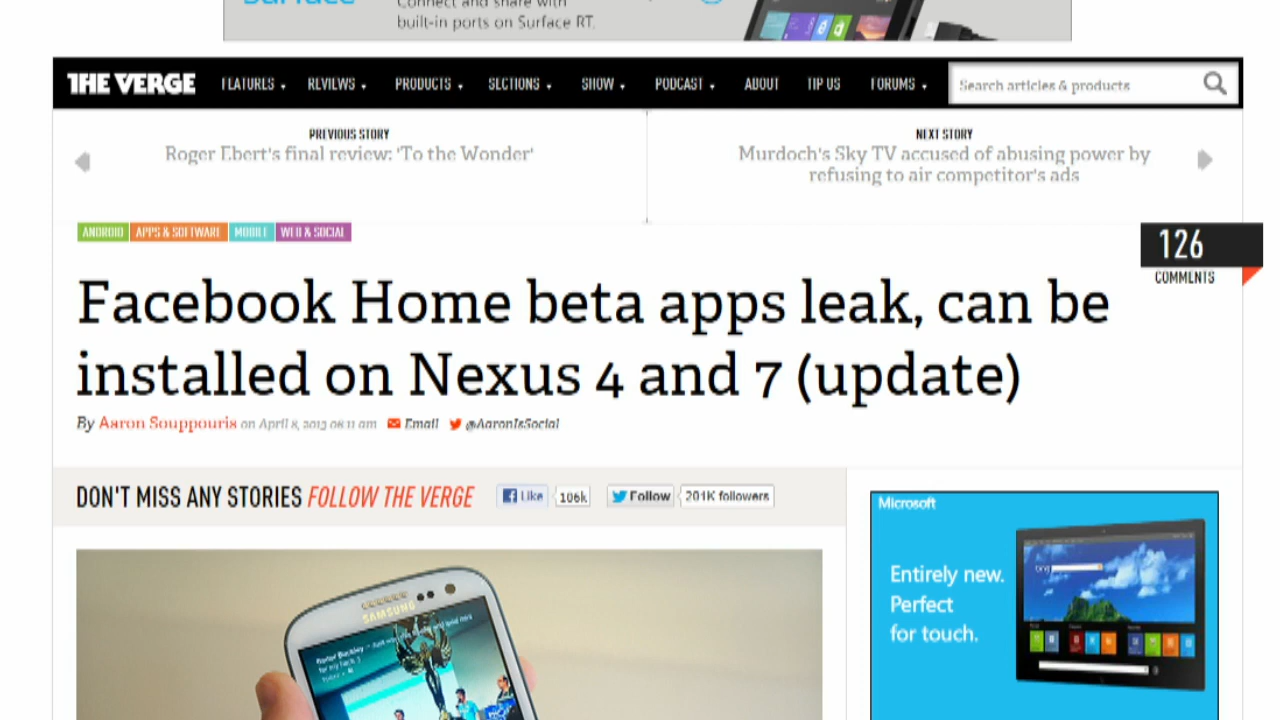 Surface
Connect and share with
built-in ports on Surface RT.
THE VERGE FEATURES REVIEWS PRODUCTS SECTIONS SHOW PODCAST ABOUT TIP US FORUMS Search articles & products
PREVIOUS STORY
Roger Ebert's final review: 'To the Wonder'
NEXT STORY
Murdoch's Sky TV accused of abusing power by
refusing to air competitor's ads
ANDROID APPS & SOFTWARE MOBILE WEB & SOCIAL
126
COMMENTS
Facebook Home beta apps leak, can be
installed on Nexus 4 and 7 (update)
By Aaron Souppouris on April 8, 2013 08:11 am Email @AaronIsSocial
DON'T MISS ANY STORIES FOLLOW THE VERGE Like 106k Follow 201K followers
SAMSUNG
Microsoft
Entirely new.
Perfect
for touch.
bing